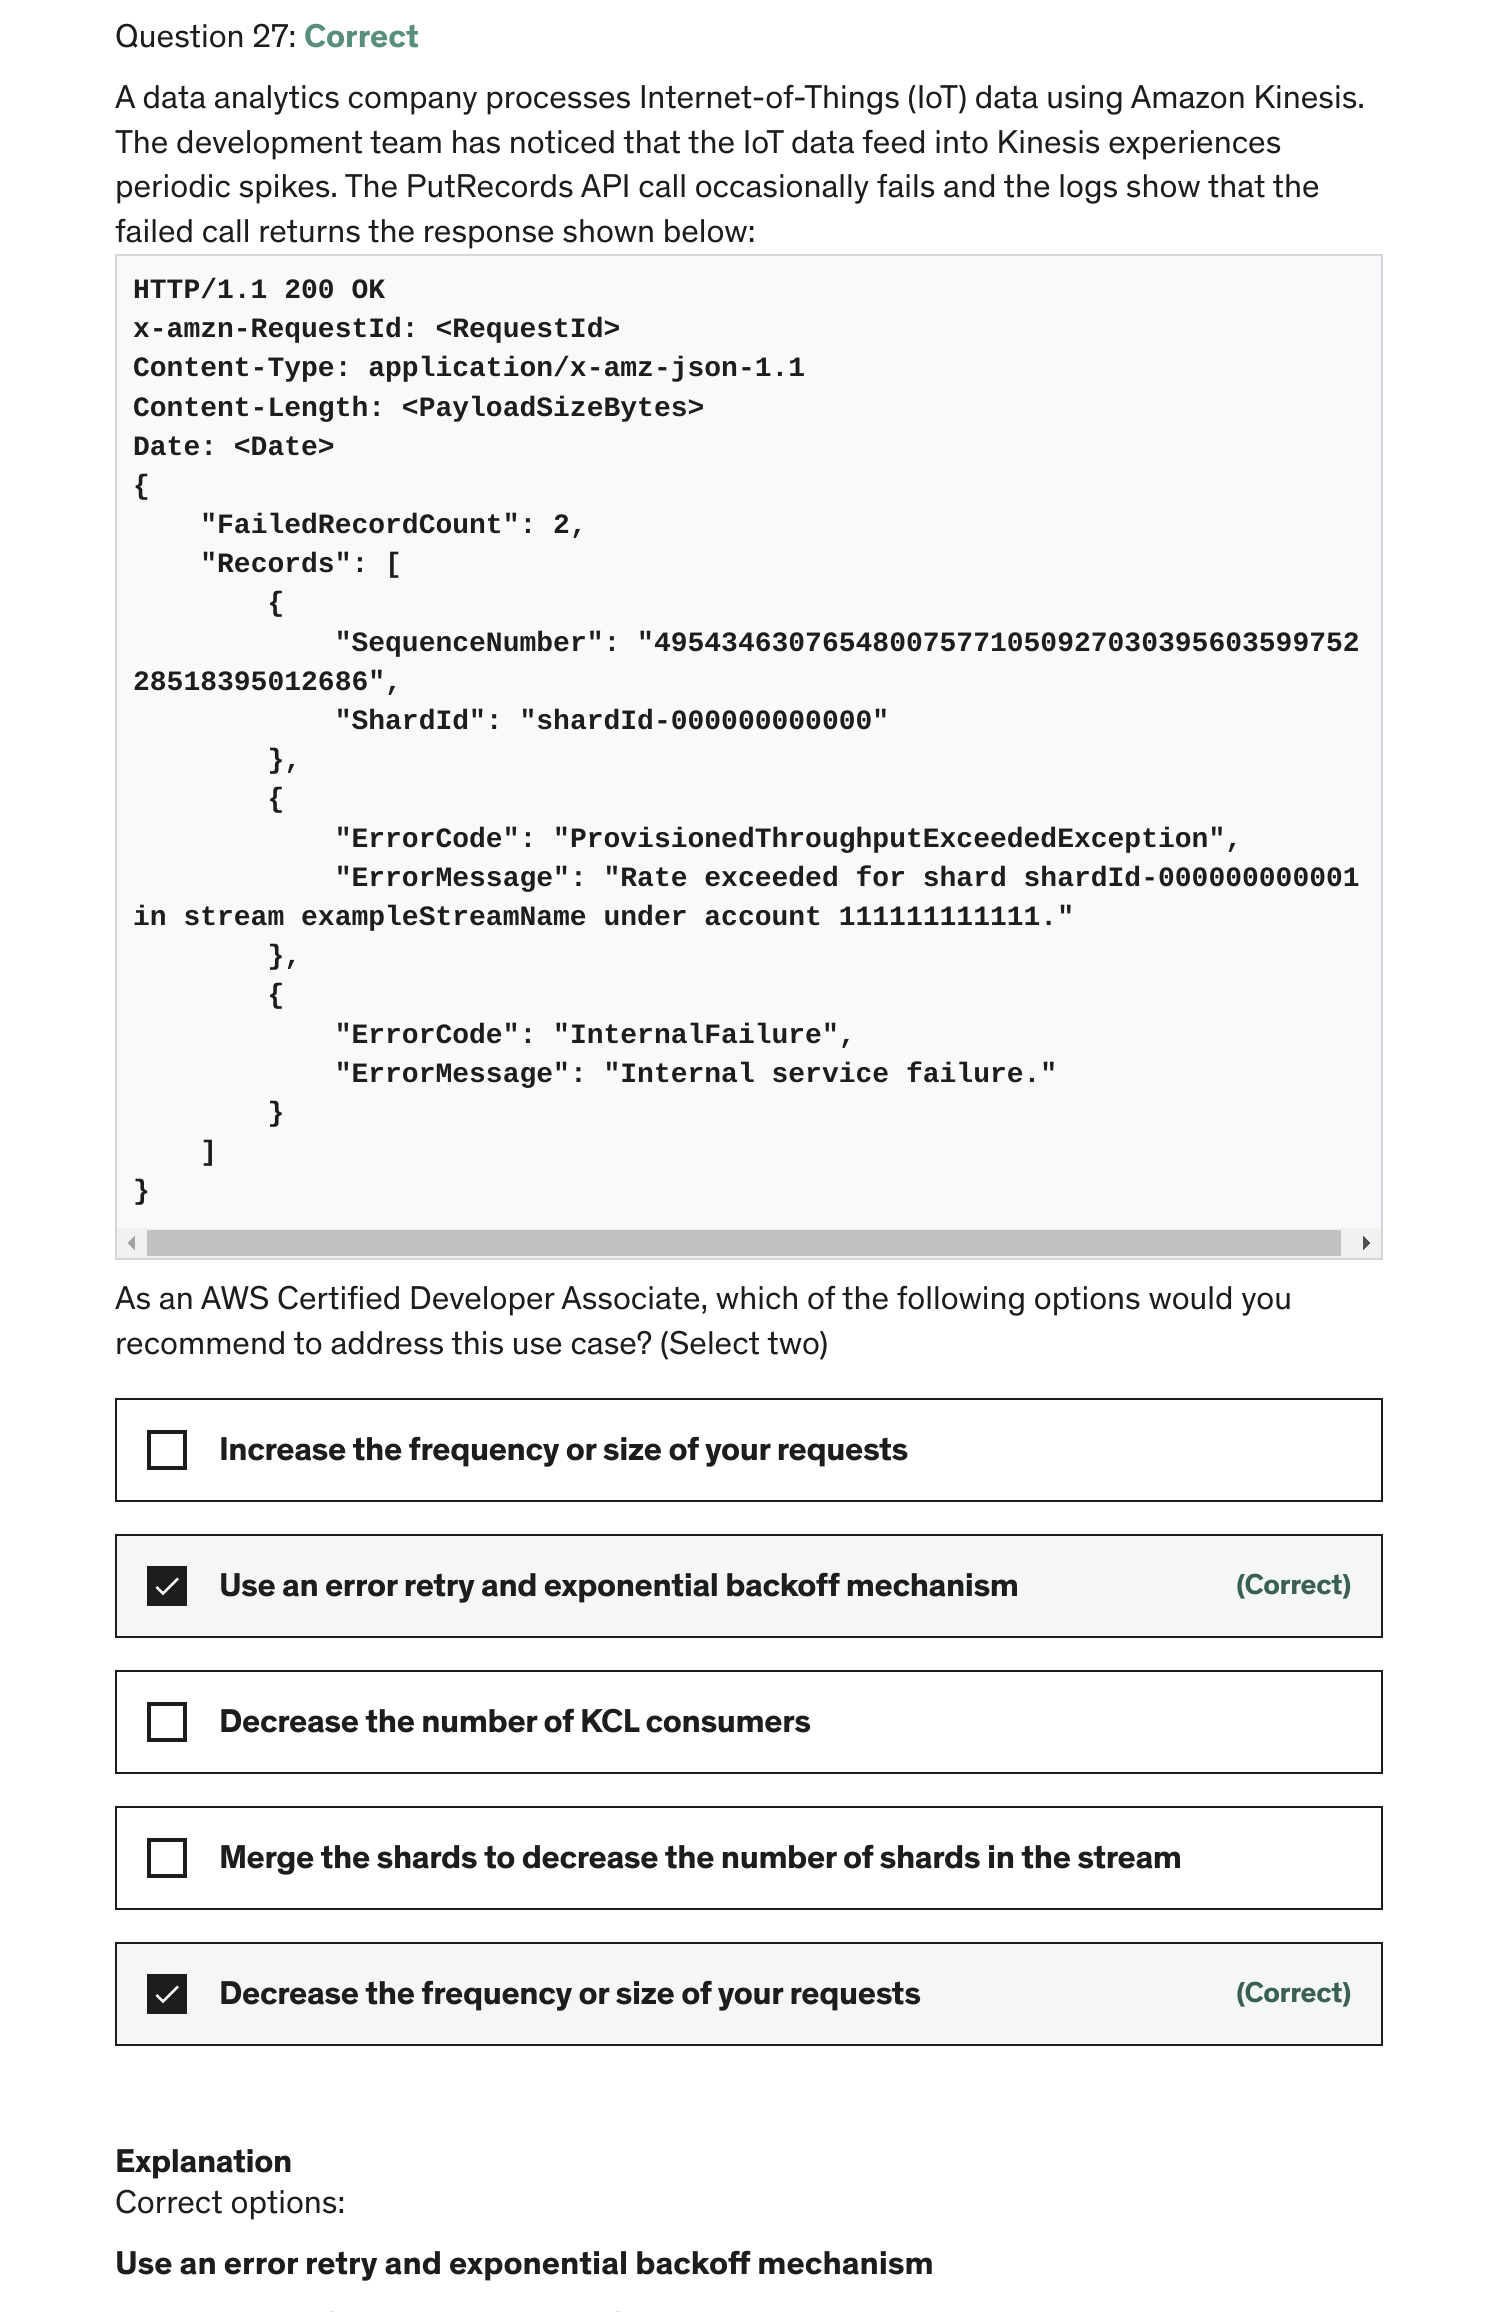 Question 27: Correct
A data analytics company processes Internet-of-Things (IoT) data using Amazon Kinesis.
The development team has noticed that the IoT data feed into Kinesis experiences
periodic spikes. The PutRecords API call occasionally fails and the logs show that the
failed call returns the response shown below:
HTTP/1.1 200 OK
x-amzn-RequestId: <RequestId>
Content-Type: application/x-amz-json-1.1
Content-Length: <PayloadSizeBytes>
Date: <Date>
{
    "FailedRecordCount": 2,
    "Records": [
        {
            "SequenceNumber": "495434630765480075771050927030395603599752
28518395012686",
            "ShardId": "shardId-000000000000"
        },
        {
            "ErrorCode": "ProvisionedThroughputExceededException",
            "ErrorMessage": "Rate exceeded for shard shardId-000000000001
in stream exampleStreamName under account 111111111111."
        },
        {
            "ErrorCode": "InternalFailure",
            "ErrorMessage": "Internal service failure."
        }
    ]
}
As an AWS Certified Developer Associate, which of the following options would you
recommend to address this use case? (Select two)
Increase the frequency or size of your requests
Use an error retry and exponential backoff mechanism (Correct)
Decrease the number of KCL consumers
Merge the shards to decrease the number of shards in the stream
Decrease the frequency or size of your requests (Correct)
Explanation
Correct options:
Use an error retry and exponential backoff mechanism